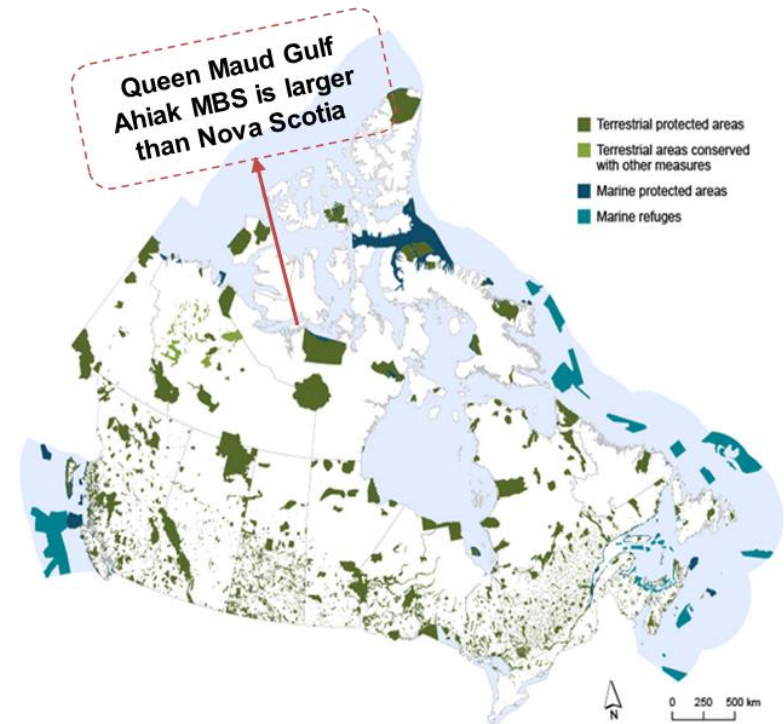 Queen Maud Gulf
Ahiak MBS is larger
than Nova Scotia
Terrestrial protected areas
Terrestrial areas conserved
with other measures
Marine protected areas
Marine refuges
N
0 250 500 km